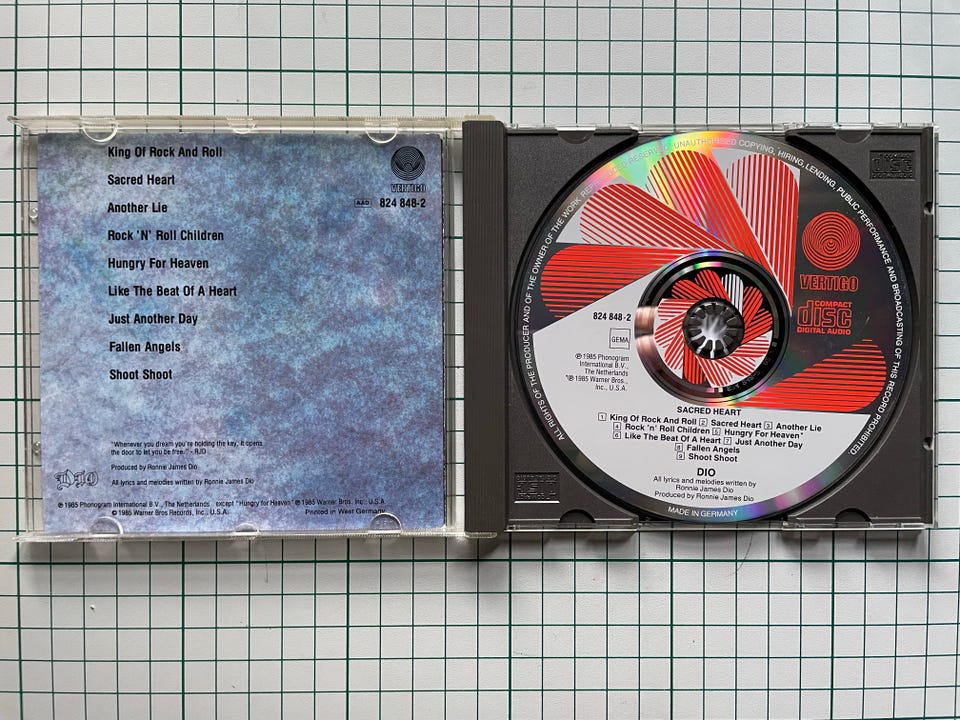 King Of Rock And Roll
Sacred Heart
Another Lie
Rock 'N' Roll Children
Hungry For Heaven
Like The Beat Of A Heart
Just Another Day
Fallen Angels
Shoot Shoot
VERTIGO
AAD 824 848-2
"Whenever you dream you're holding the key, it opens
the door to let you be free." - RJD
Produced by Ronnie James Dio
DIO
All lyrics and melodies written by Ronnie James Dio
℗ 1985 Phonogram International B.V., The Netherlands except "Hungry for Heaven" ℗ 1985 Warner Bros. Inc., U.S.A.
© 1985 Warner Bros Records, Inc., U.S.A.
Printed in West Germany
ALL RIGHTS OF THE PRODUCER AND OF THE OWNER OF THE WORK RESERVED UNAUTHORISED COPYING, HIRING, LENDING, PUBLIC PERFORMANCE AND BROADCASTING OF THIS RECORD PROHIBITED.
VERTIGO
COMPACT
disc
DIGITAL AUDIO
824 848-2
GEMA
℗ 1985 Phonogram
International B.V.,
The Netherlands
*℗ 1985 Warner Bros.,
Inc., U.S.A.
SACRED HEART
1 King Of Rock And Roll 2 Sacred Heart 3 Another Lie
4 Rock 'n' Roll Children 5 Hungry For Heaven*
6 Like The Beat Of A Heart 7 Just Another Day
8 Fallen Angels
9 Shoot Shoot
DIO
All lyrics and melodies written by
Ronnie James Dio
Produced by Ronnie James Dio
MADE IN GERMANY